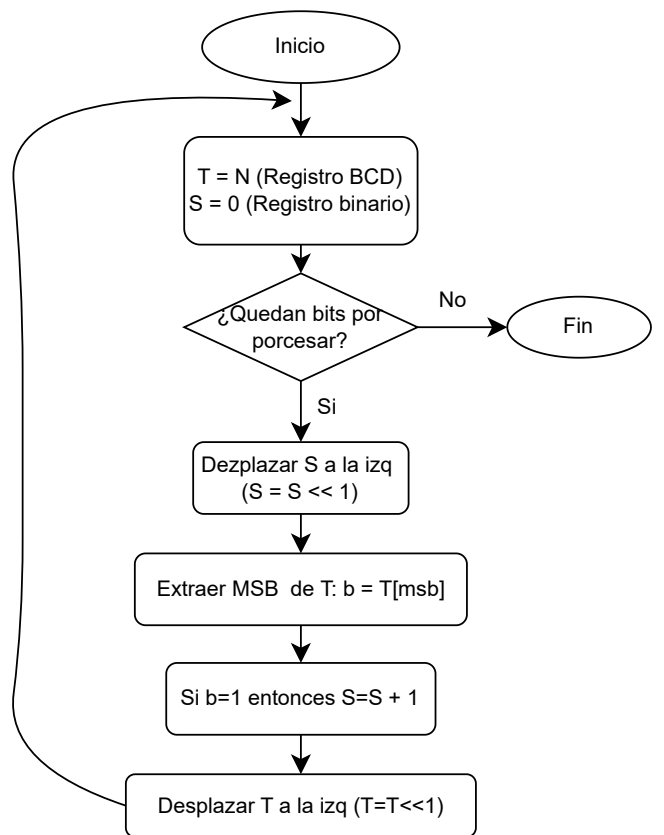 Inicio
T = N (Registro BCD)
S = 0 (Registro binario)
¿Quedan bits por
porcesar?
No
Fin
Si
Dezplazar S a la izq
(S = S << 1)
Extraer MSB de T: b = T[msb]
Si b=1 entonces S=S + 1
Desplazar T a la izq (T=T<<1)